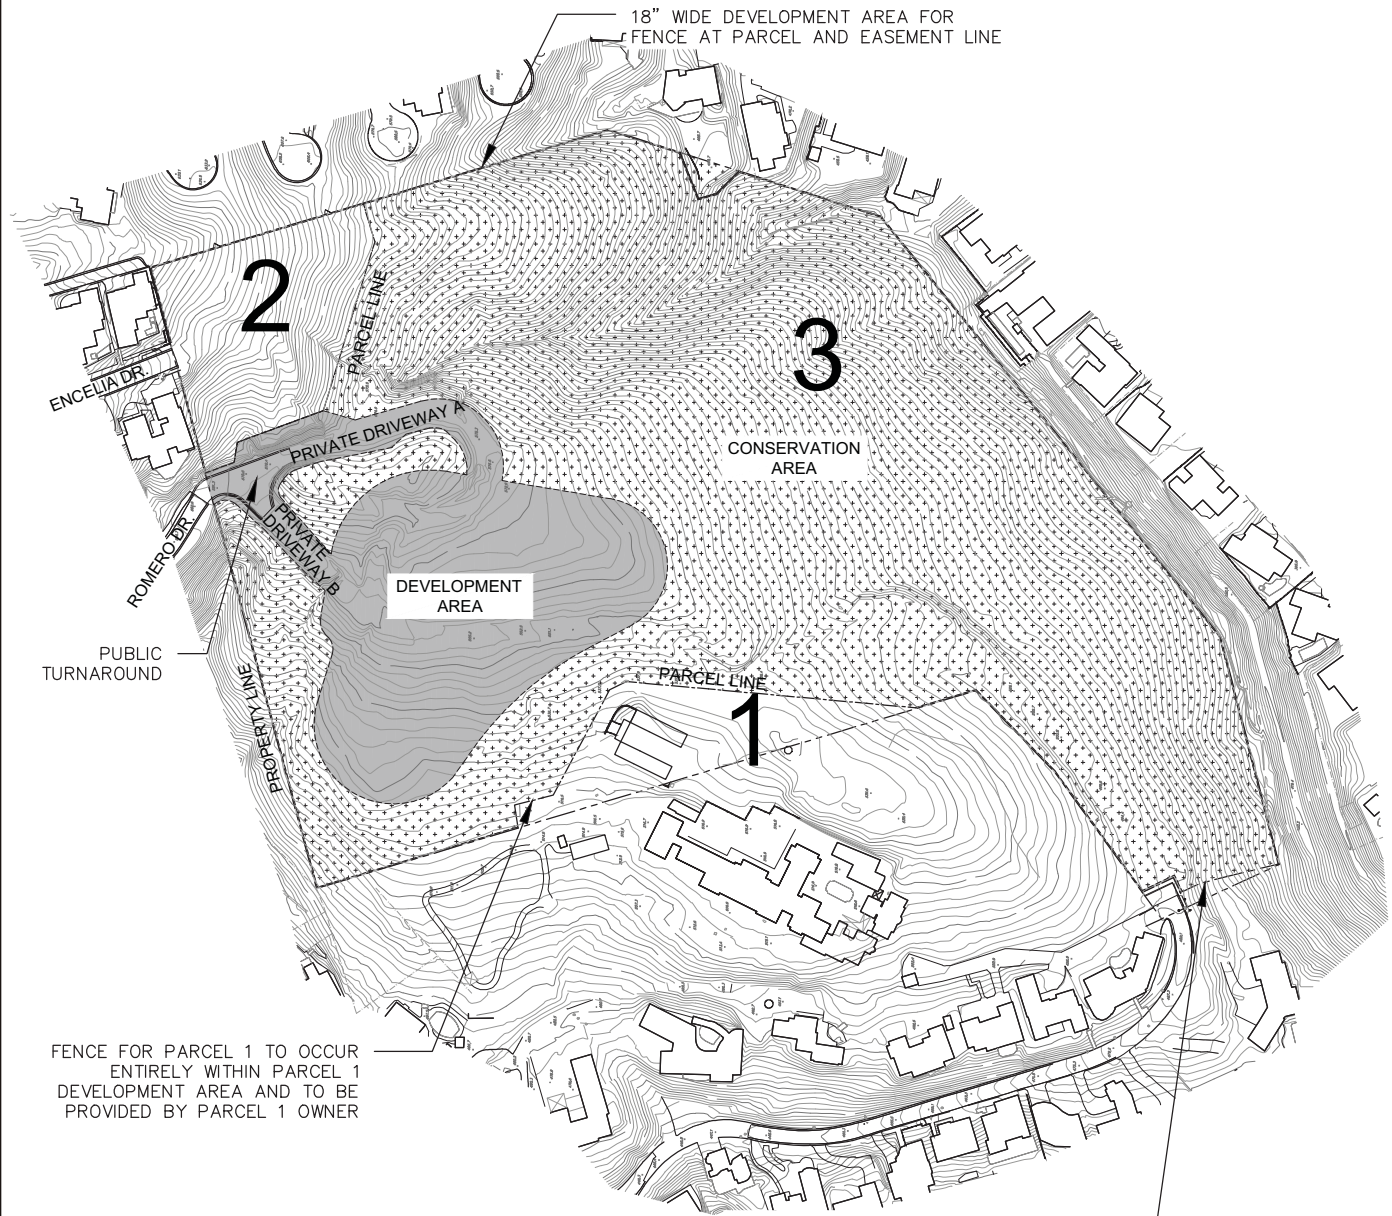 18” WIDE DEVELOPMENT AREA FOR
FENCE AT PARCEL AND EASEMENT LINE
2
PARCEL LINE
3
ENCELIA DR.
PRIVATE DRIVEWAY A
CONSERVATION
AREA
PRIVATE
DRIVEWAY B
ROMERO DR.
DEVELOPMENT
AREA
PUBLIC
TURNAROUND
PROPERTY LINE
PARCEL LINE
1
FENCE FOR PARCEL 1 TO OCCUR
ENTIRELY WITHIN PARCEL 1
DEVELOPMENT AREA AND TO BE
PROVIDED BY PARCEL 1 OWNER